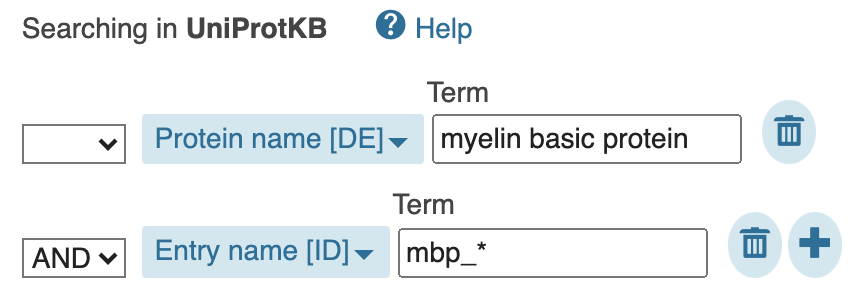 Searching in UniProtKB ? Help
Term
Protein name [DE] myelin basic protein
Term
AND Entry name [ID] mbp_*